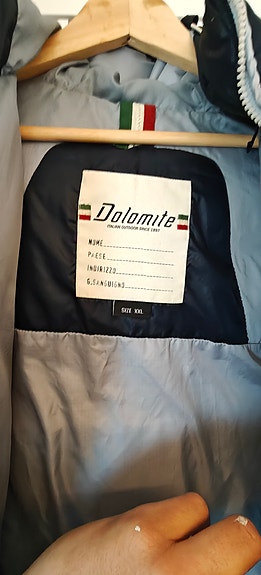 Dolomite
ITALIAN OUTDOOR SINCE 1897
NOME
PAESE
INDIRIZZO
G.SANGUIGNO
SIZE XXL